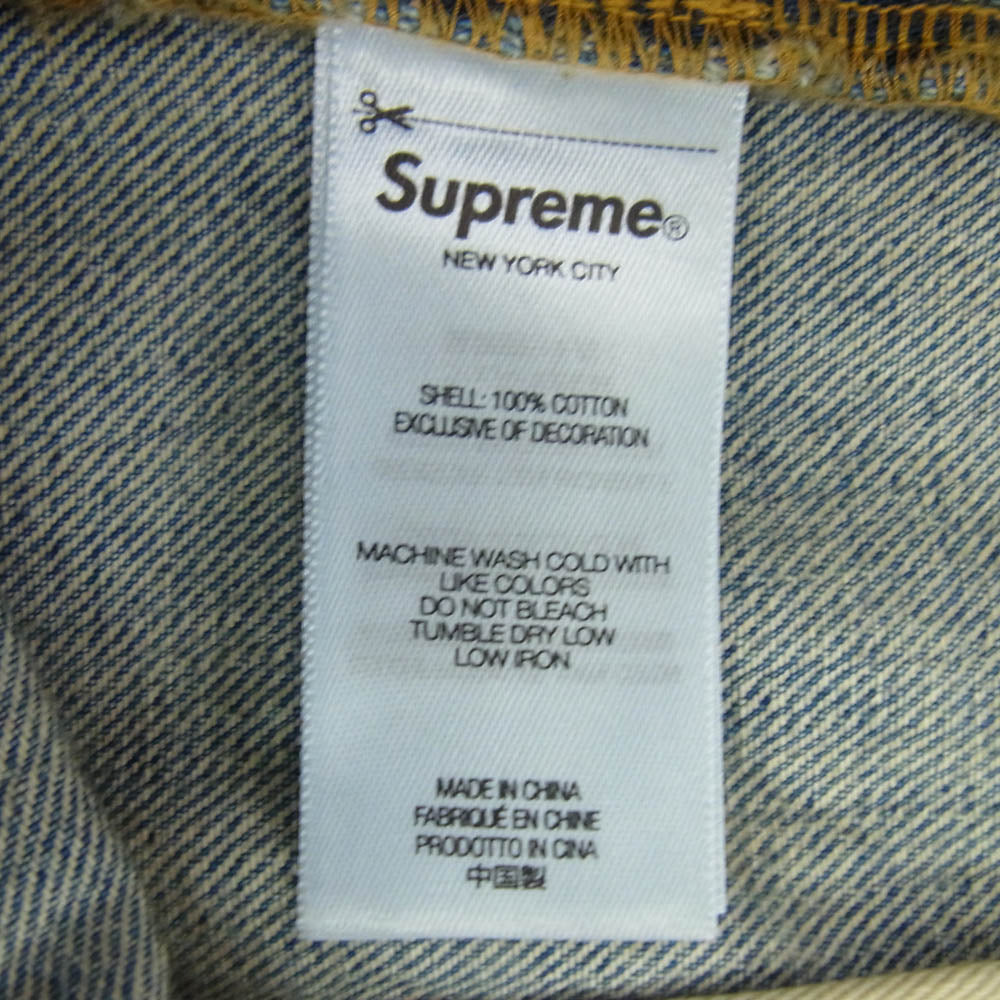 Supreme®
NEW YORK CITY
SHELL: 100% COTTON
EXCLUSIVE OF DECORATION
MACHINE WASH COLD WITH
LIKE COLORS
DO NOT BLEACH
TUMBLE DRY LOW
LOW IRON
MADE IN CHINA
FABRIQUÉ EN CHINE
PRODOTTO IN CINA
中国製